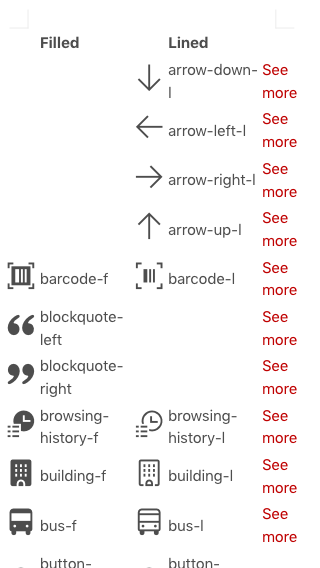 Filled Lined
arrow-down- See
l more
arrow-left-l See
more
arrow-right-l See
more
arrow-up-l See
more
barcode-f barcode-l See
more
blockquote- See
left more
blockquote- See
right more
browsing- browsing- See
history-f history-l more
building-f building-l See
more
bus-f bus-l See
more
button- button-